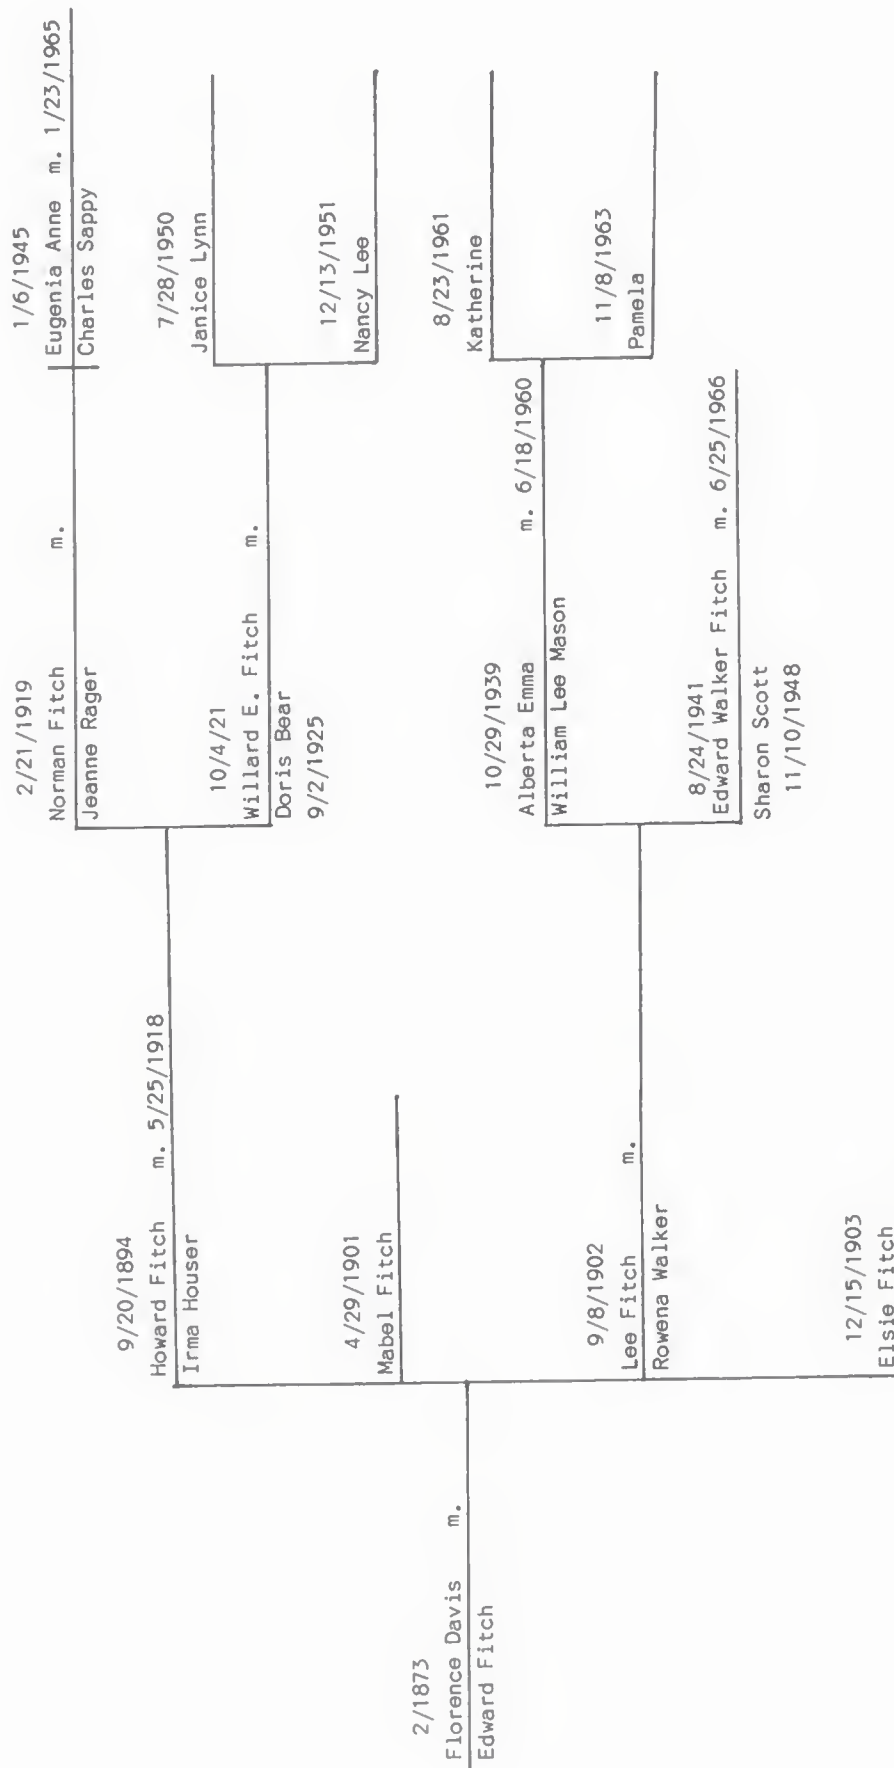 2/1873
Florence Davis m.
Edward Fitch
9/20/1894
Howard Fitch m. 5/25/1918
Irma Houser
4/29/1901
Mabel Fitch
9/8/1902
Lee Fitch m.
Rowena Walker
12/15/1903
Elsie Fitch
2/21/1919
Norman Fitch m.
Jeanne Rager
10/4/21
Willard E. Fitch m.
Doris Bear
9/2/1925
10/29/1939
Alberta Emma m. 6/18/1960
William Lee Mason
8/24/1941
Edward Walker Fitch m. 6/25/1966
Sharon Scott
11/10/1948
1/6/1945
Eugenia Anne m. 1/23/1965
Charles Sappy
7/28/1950
Janice Lynn
12/13/1951
Nancy Lee
8/23/1961
Katherine
11/8/1963
Pamela